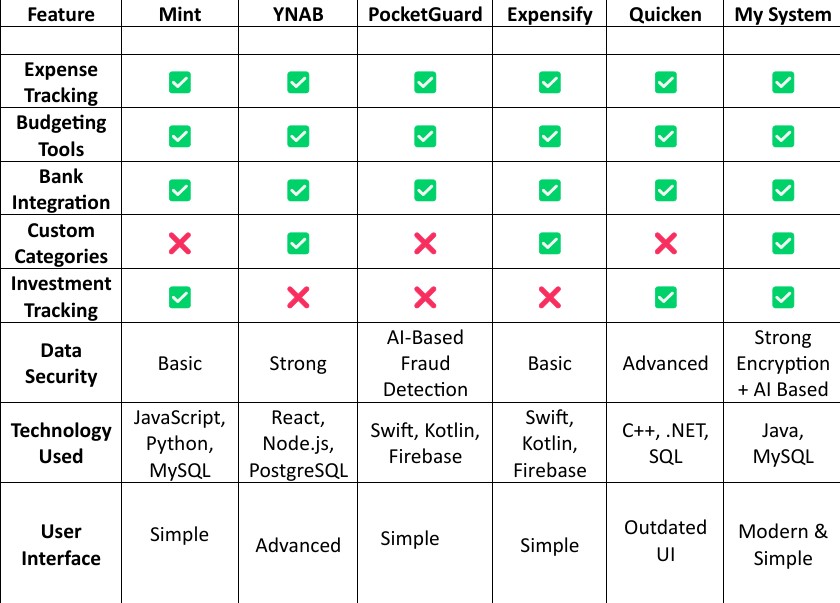 Feature Mint YNAB PocketGuard Expensify Quicken My System
Expense Tracking ✅ ✅ ✅ ✅ ✅ ✅
Budgeting Tools ✅ ✅ ✅ ✅ ✅ ✅
Bank Integration ✅ ✅ ✅ ✅ ✅ ✅
Custom Categories ❌ ✅ ❌ ✅ ❌ ✅
Investment Tracking ✅ ❌ ❌ ❌ ✅ ✅
Data Security Basic Strong AI-Based Fraud Detection Basic Advanced Strong Encryption + AI Based
Technology Used JavaScript, Python, MySQL React, Node.js, PostgreSQL Swift, Kotlin, Firebase Swift, Kotlin, Firebase C++, .NET, SQL Java, MySQL
User Interface Simple Advanced Simple Simple Outdated UI Modern & Simple